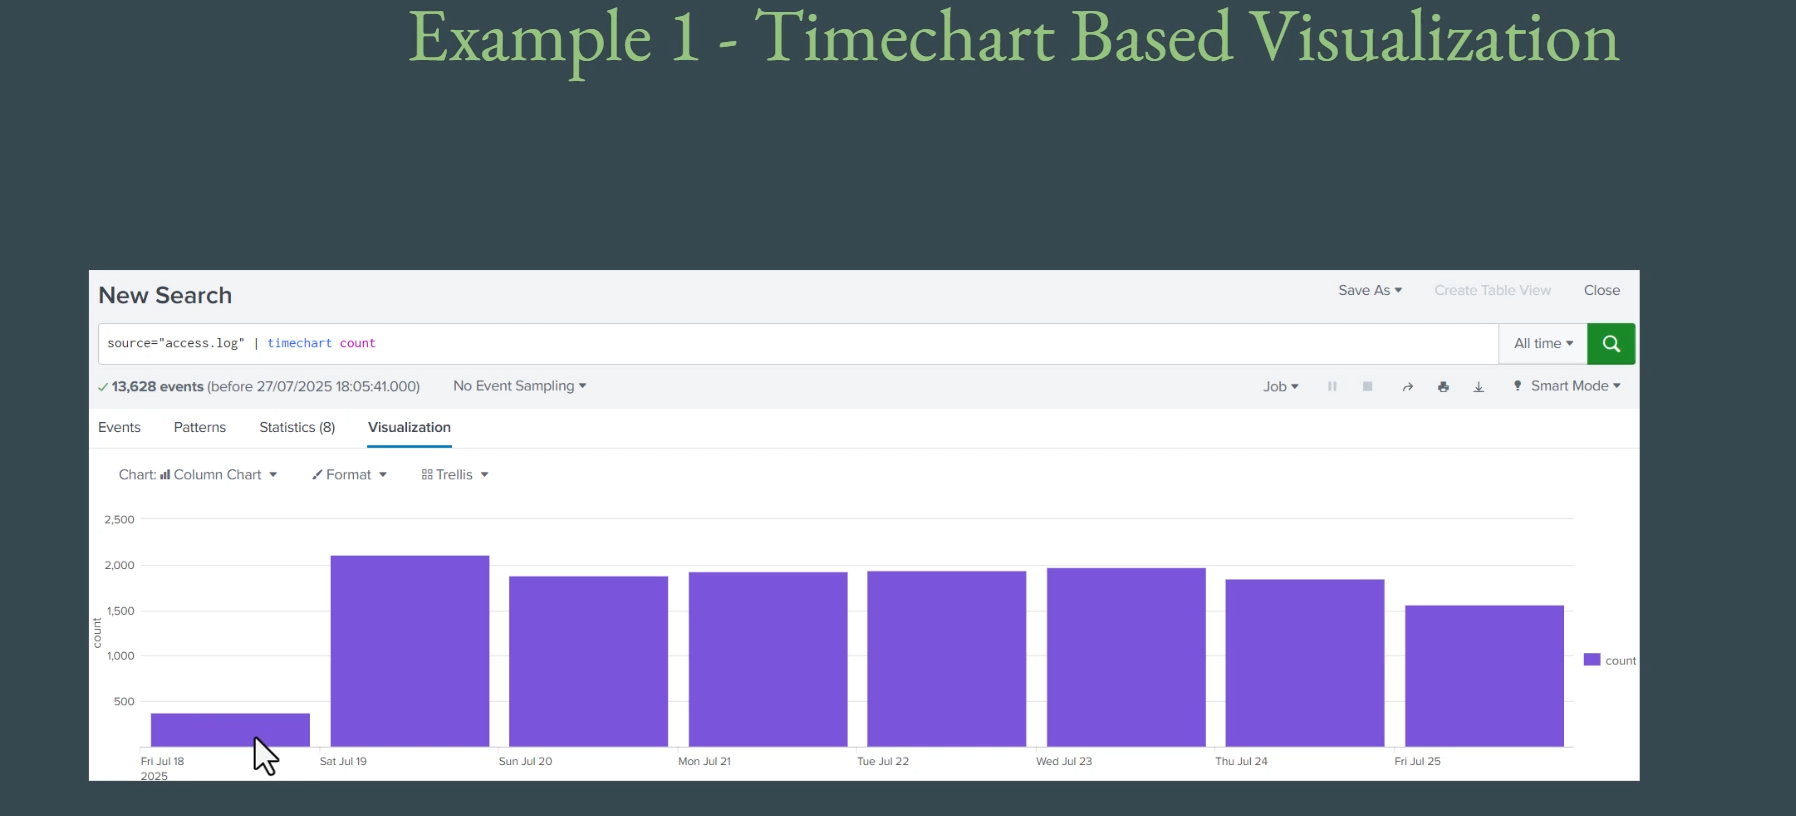 Example 1 - Timechart Based Visualization
New Search
Save As Create Table View Close
source="access.log" | timechart count
All time
13,628 events (before 27/07/2025 18:05:41.000) No Event Sampling
Job Smart Mode
Events Patterns Statistics (8) Visualization
Chart: Column Chart Format Trellis
2,500
2,000
1,500
1,000
500
count
count
Fri Jul 18 Sat Jul 19 Sun Jul 20 Mon Jul 21 Tue Jul 22 Wed Jul 23 Thu Jul 24 Fri Jul 25
2025